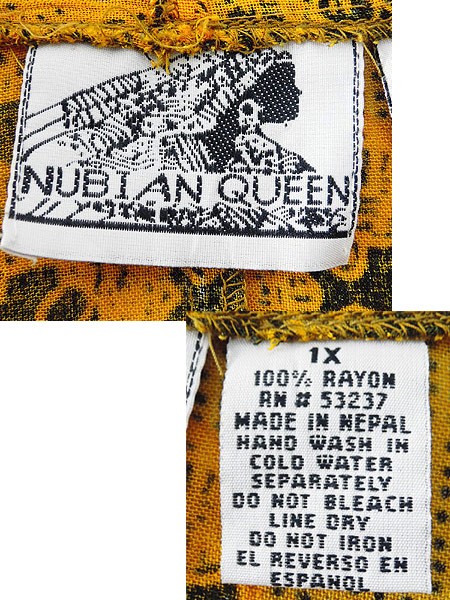 NUBIAN QUEEN
1X
100% RAYON
RN # 53237
MADE IN NEPAL
HAND WASH IN
COLD WATER
SEPARATELY
DO NOT BLEACH
LINE DRY
DO NOT IRON
EL REVERSO EN
ESPANOL